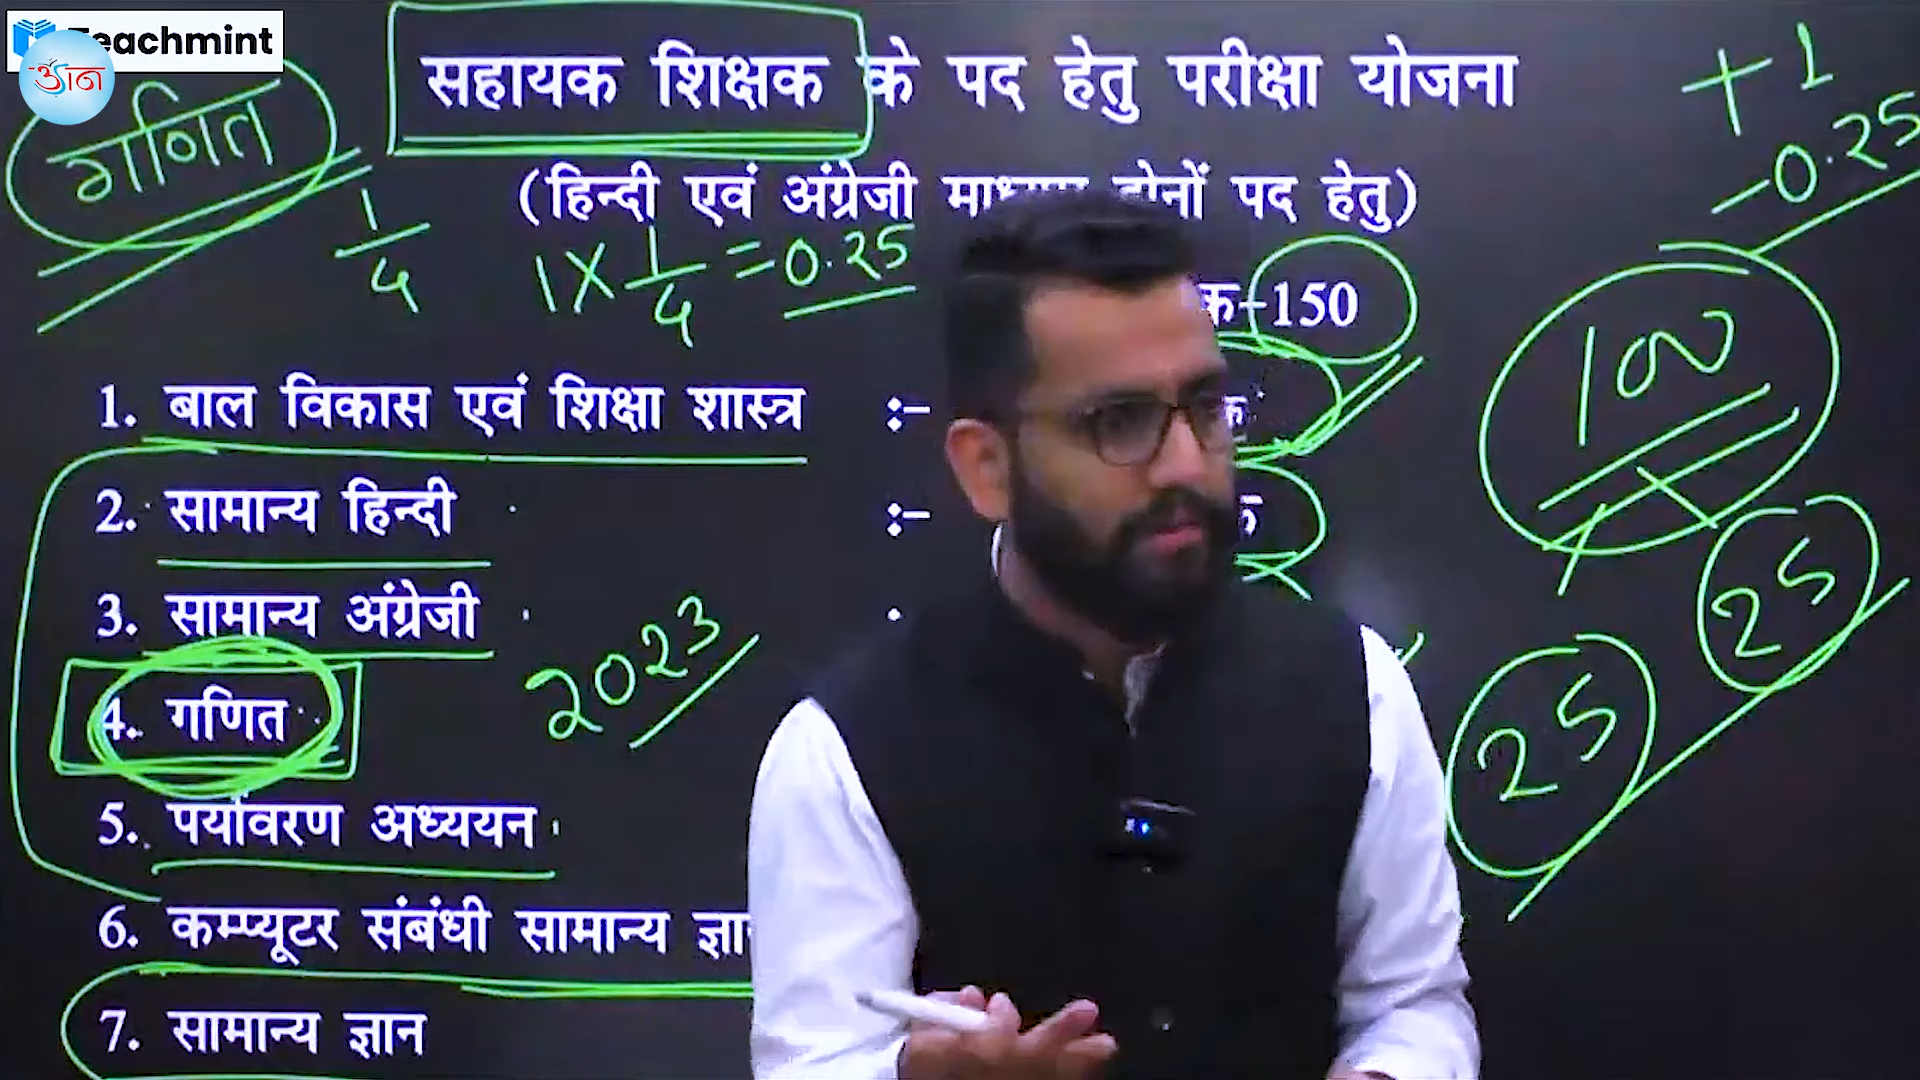 Teachmint
ज्ञान
सहायक शिक्षक के पद हेतु परीक्षा योजना
+1
-0.25
गणित
(हिन्दी एवं अंग्रेजी माध्यम दोनों पद हेतु)
1/4
1 × 1/4 = 0.25
-150
100
1. बाल विकास एवं शिक्षा शास्त्र :-
2. सामान्य हिन्दी :-
25
3. सामान्य अंग्रेजी
2023
25
4. गणित
5. पर्यावरण अध्ययन
6. कम्प्यूटर संबंधी सामान्य
7. सामान्य ज्ञान